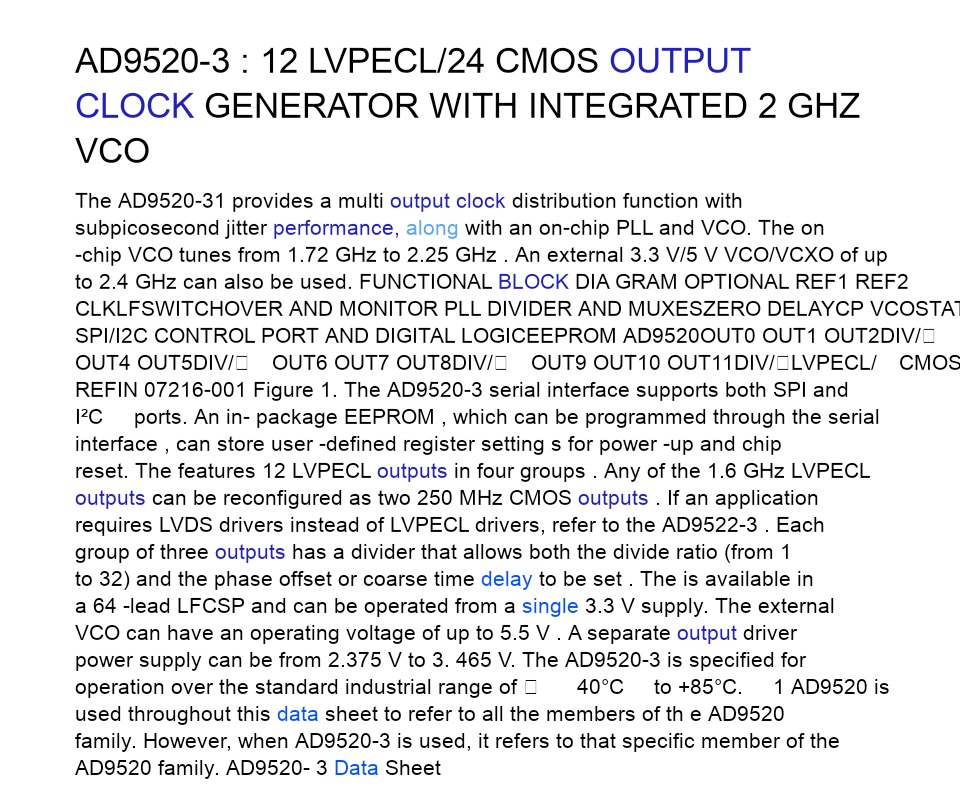 AD9520-3 : 12 LVPECL/24 CMOS OUTPUT
CLOCK GENERATOR WITH INTEGRATED 2 GHZ
VCO
The AD9520-31 provides a multi output clock distribution function with
subpicosecond jitter performance, along with an on-chip PLL and VCO. The on
-chip VCO tunes from 1.72 GHz to 2.25 GHz . An external 3.3 V/5 V VCO/VCXO of up
to 2.4 GHz can also be used. FUNCTIONAL BLOCK DIA GRAM OPTIONAL REF1 REF2
CLKLFSWITCHOVER AND MONITOR PLL DIVIDER AND MUXESZERO DELAYCP VCOSTAT
SPI/I2C CONTROL PORT AND DIGITAL LOGICEEPROM AD9520OUT0 OUT1 OUT2DIV/□
OUT4 OUT5DIV/□ OUT6 OUT7 OUT8DIV/□ OUT9 OUT10 OUT11DIV/□LVPECL/ CMOS
REFIN 07216-001 Figure 1. The AD9520-3 serial interface supports both SPI and
I²C ports. An in- package EEPROM , which can be programmed through the serial
interface , can store user -defined register setting s for power -up and chip
reset. The features 12 LVPECL outputs in four groups . Any of the 1.6 GHz LVPECL
outputs can be reconfigured as two 250 MHz CMOS outputs . If an application
requires LVDS drivers instead of LVPECL drivers, refer to the AD9522-3 . Each
group of three outputs has a divider that allows both the divide ratio (from 1
to 32) and the phase offset or coarse time delay to be set . The is available in
a 64 -lead LFCSP and can be operated from a single 3.3 V supply. The external
VCO can have an operating voltage of up to 5.5 V . A separate output driver
power supply can be from 2.375 V to 3. 465 V. The AD9520-3 is specified for
operation over the standard industrial range of □ 40°C to +85°C. 1 AD9520 is
used throughout this data sheet to refer to all the members of th e AD9520
family. However, when AD9520-3 is used, it refers to that specific member of the
AD9520 family. AD9520- 3 Data Sheet